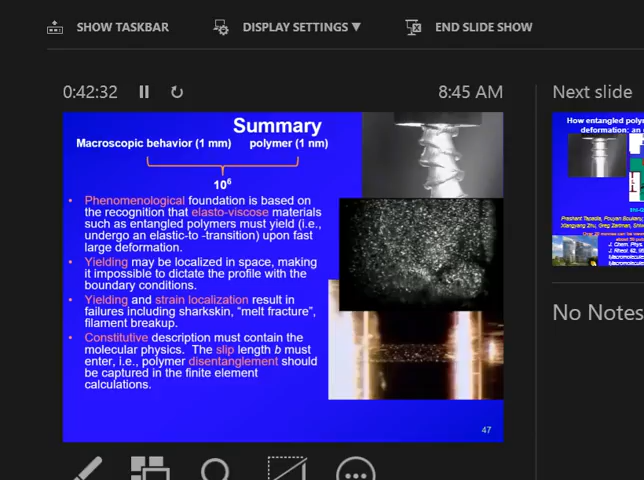 SHOW TASKBAR
DISPLAY SETTINGS ▼
END SLIDE SHOW
0:42:32
8:45 AM
Next slide
Summary
Macroscopic behavior (1 mm) polymer (1 nm)
10⁶
• Phenomenological foundation is based on
the recognition that elasto-viscose materials
such as entangled polymers must yield (i.e.,
undergo an elastic-to -transition) upon fast
large deformation.
• Yielding may be localized in space, making
it impossible to dictate the profile with the
boundary conditions.
• Yielding and strain localization result in
failures including sharkskin, "melt fracture",
filament breakup.
• Constitutive description must contain the
molecular physics. The slip length b must
enter, i.e., polymer disentanglement should
be captured in the finite element
calculations.
47
How entangled poly
deformation: an
J. Chem. Phys.
Macromolecule
No Notes